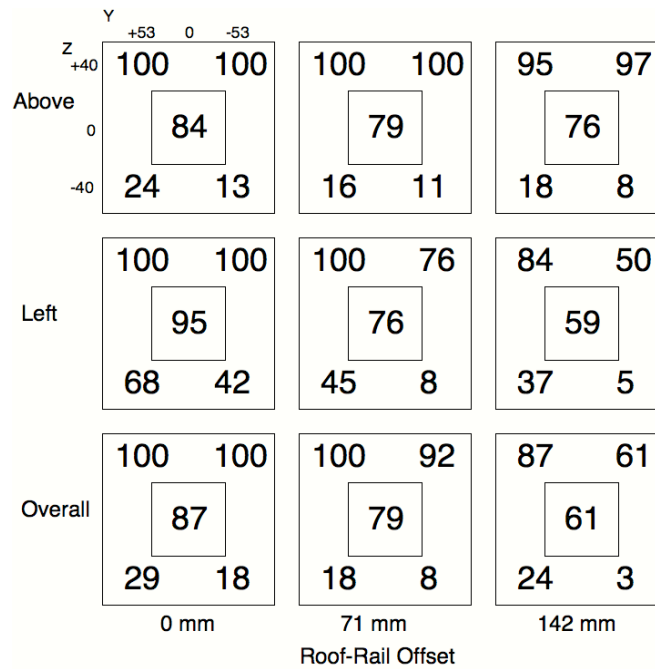 Y
+53 0 -53
Z
+40 100 100 100 100 95 97
Above
0 84 79 76
-40 24 13 16 11 18 8
100 100 100 76 84 50
Left 95 76 59
68 42 45 8 37 5
100 100 100 92 87 61
Overall 87 79 61
29 18 18 8 24 3
0 mm 71 mm 142 mm
Roof-Rail Offset